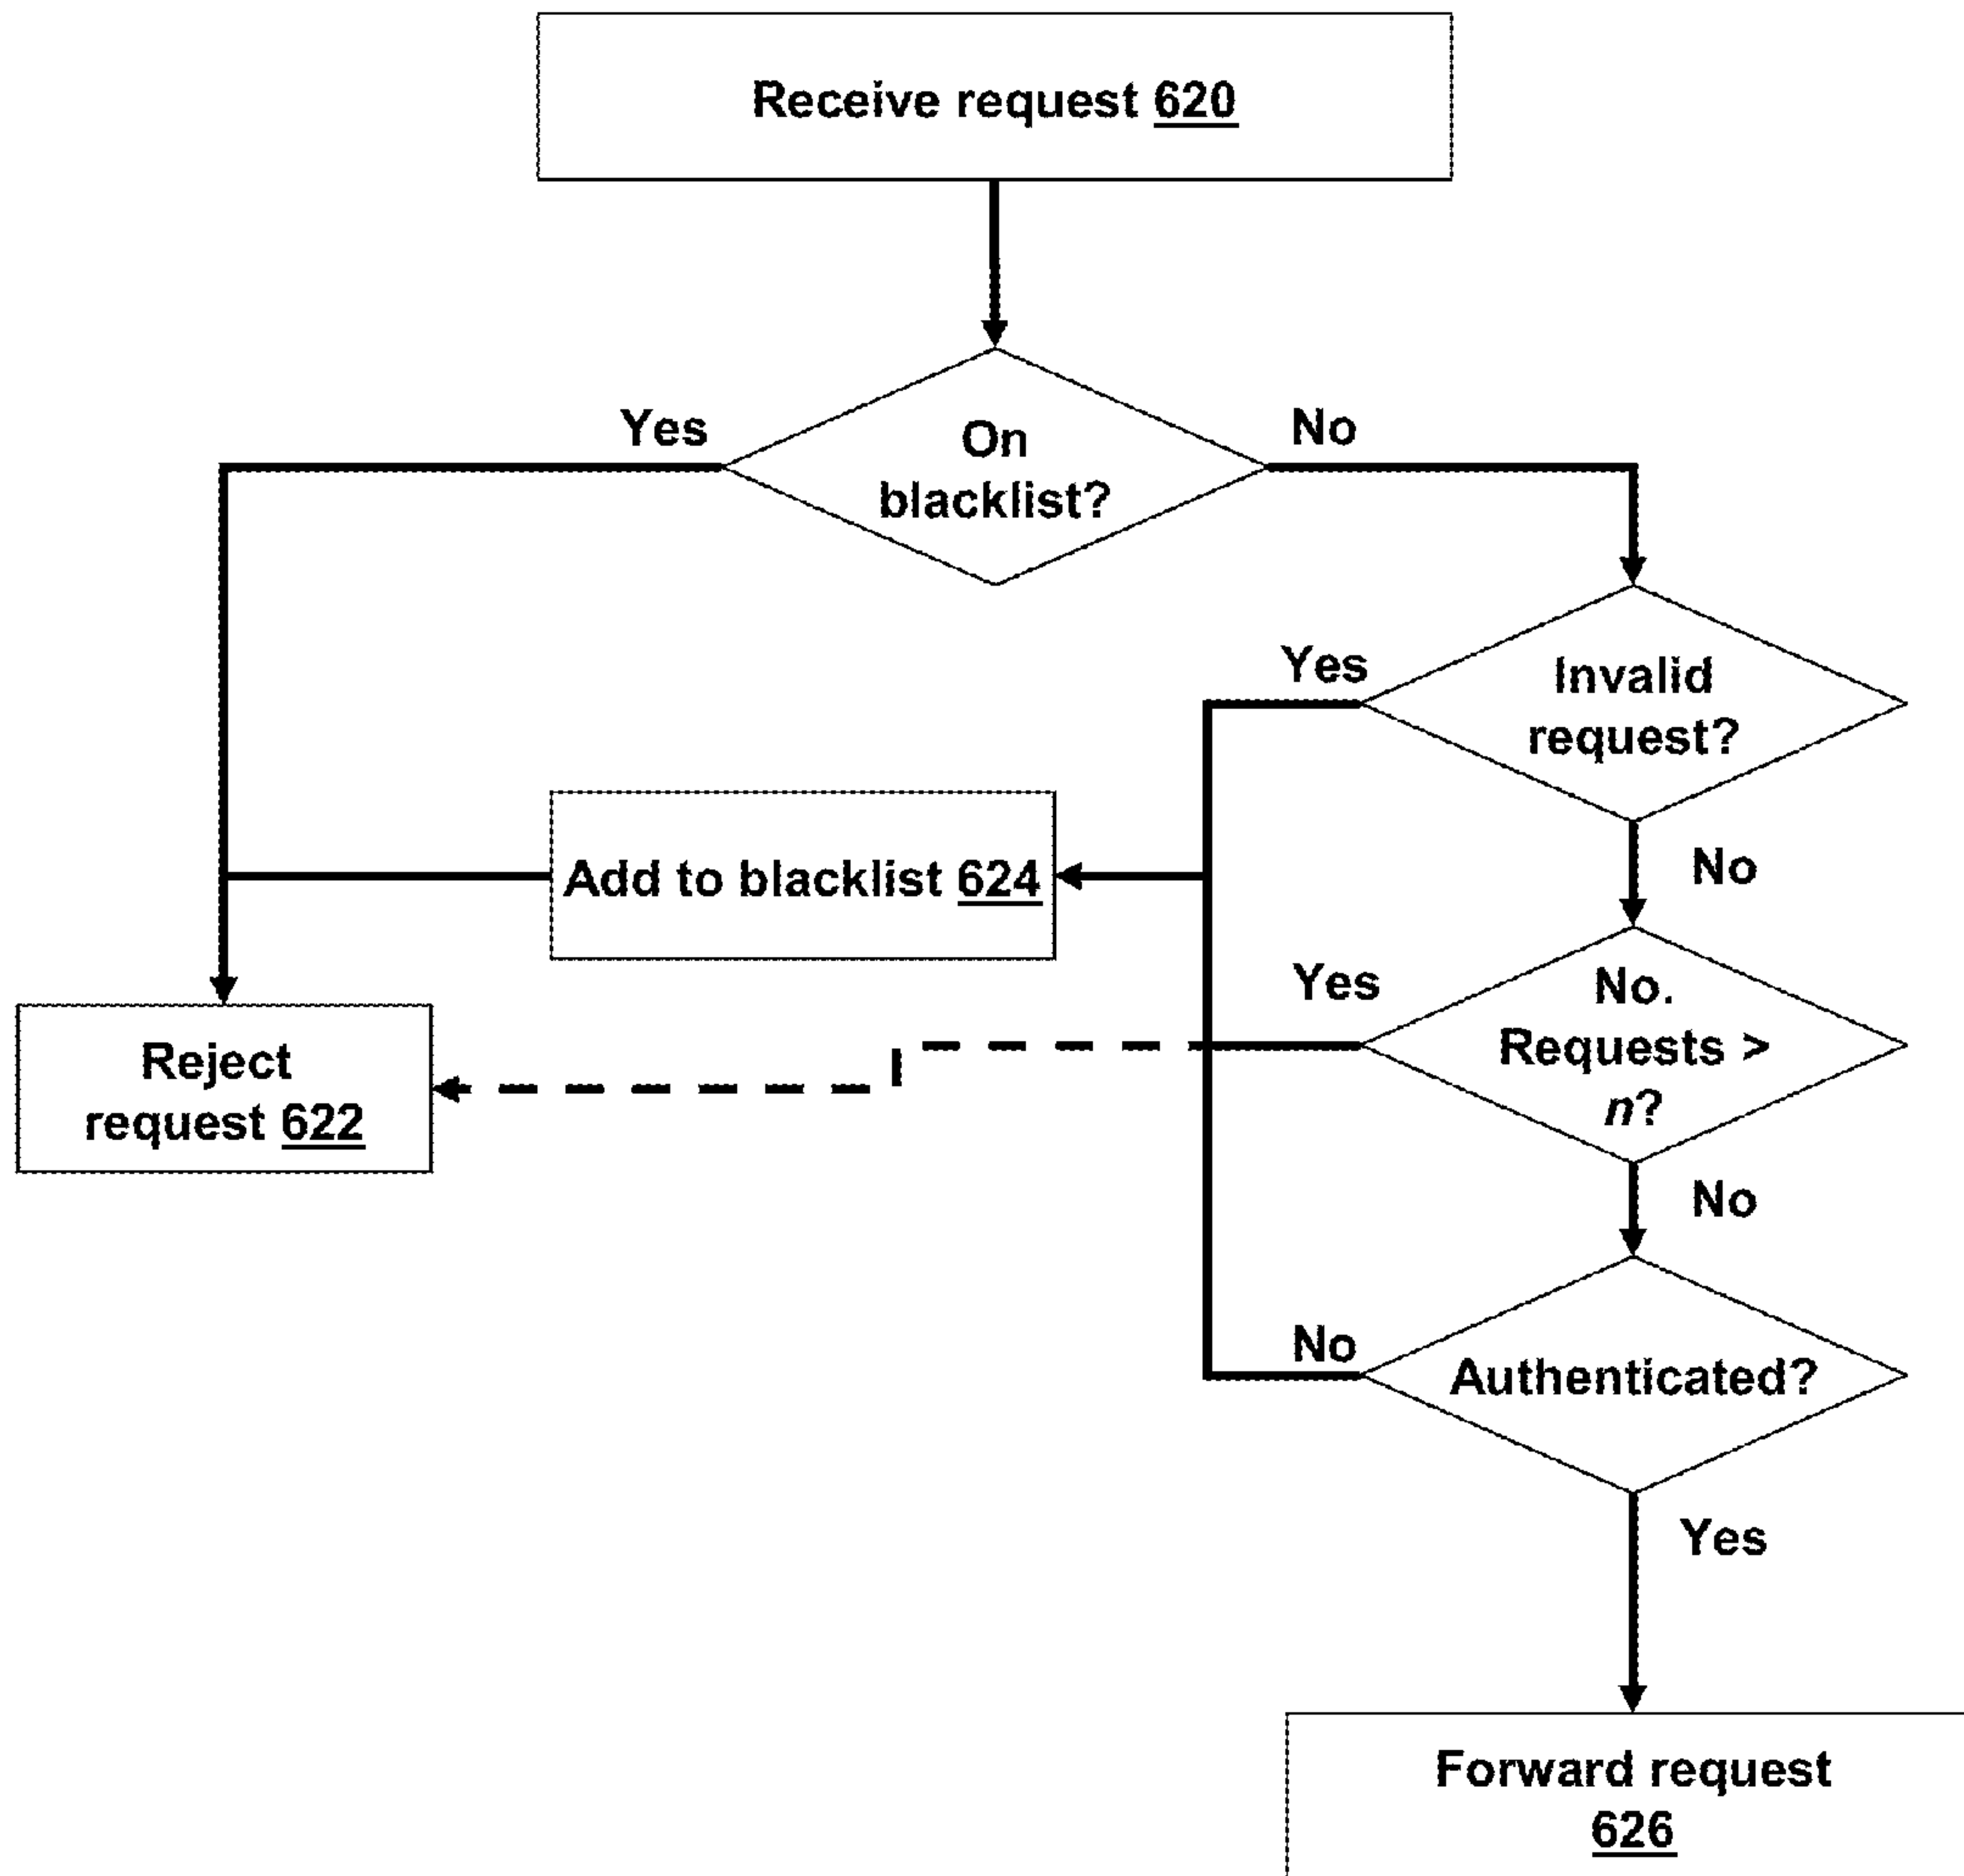 Receive request 620
Yes
On
blacklist?
No
Yes
Invalid
request?
No
Add to blacklist 624
Yes
No.
Requests >
n?
Reject
request 622
No
No
Authenticated?
Yes
Forward request
626